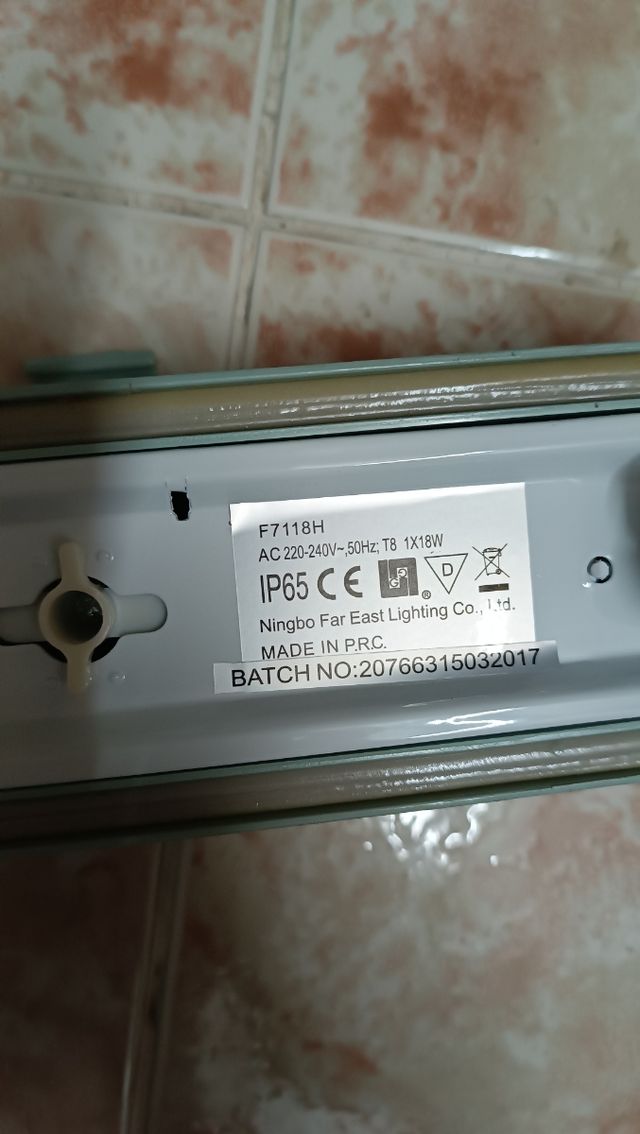 F7118H
AC 220-240V~,50Hz; T8 1X18W
IP65 CE ® D
Ningbo Far East Lighting Co., Ltd.
MADE IN P.R.C.
BATCH NO:20766315032017